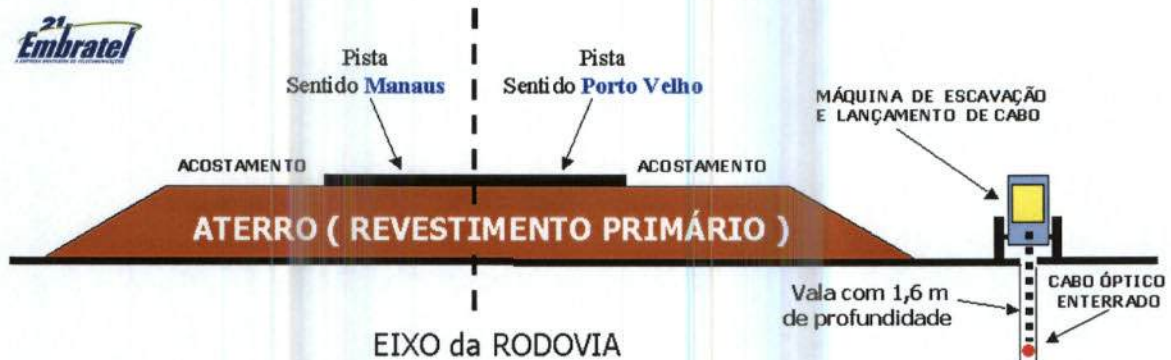 21
Embratel
Pista
Sentido Manaus
Pista
Sentido Porto Velho
MÁQUINA DE ESCAVAÇÃO
E LANÇAMENTO DE CABO
ACOSTAMENTO
ACOSTAMENTO
ATERRO ( REVESTIMENTO PRIMÁRIO )
Vala com 1,6 m
de profundidade
CABO ÓPTICO
ENTERRADO
EIXO da RODOVIA